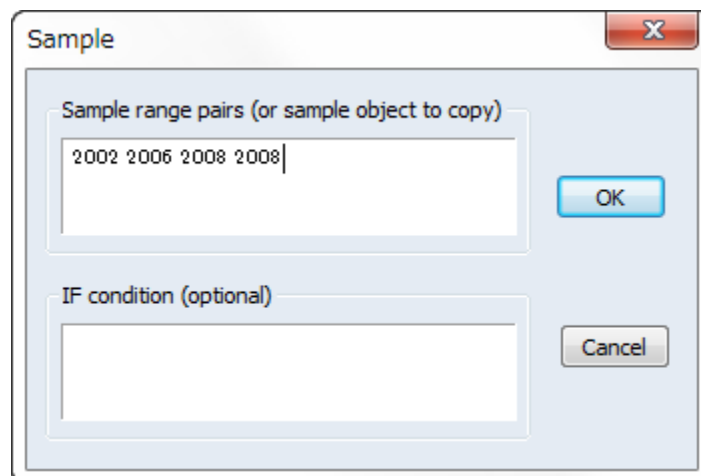 Sample
Sample range pairs (or sample object to copy)
2002 2006 2008 2008
OK
IF condition (optional)
Cancel